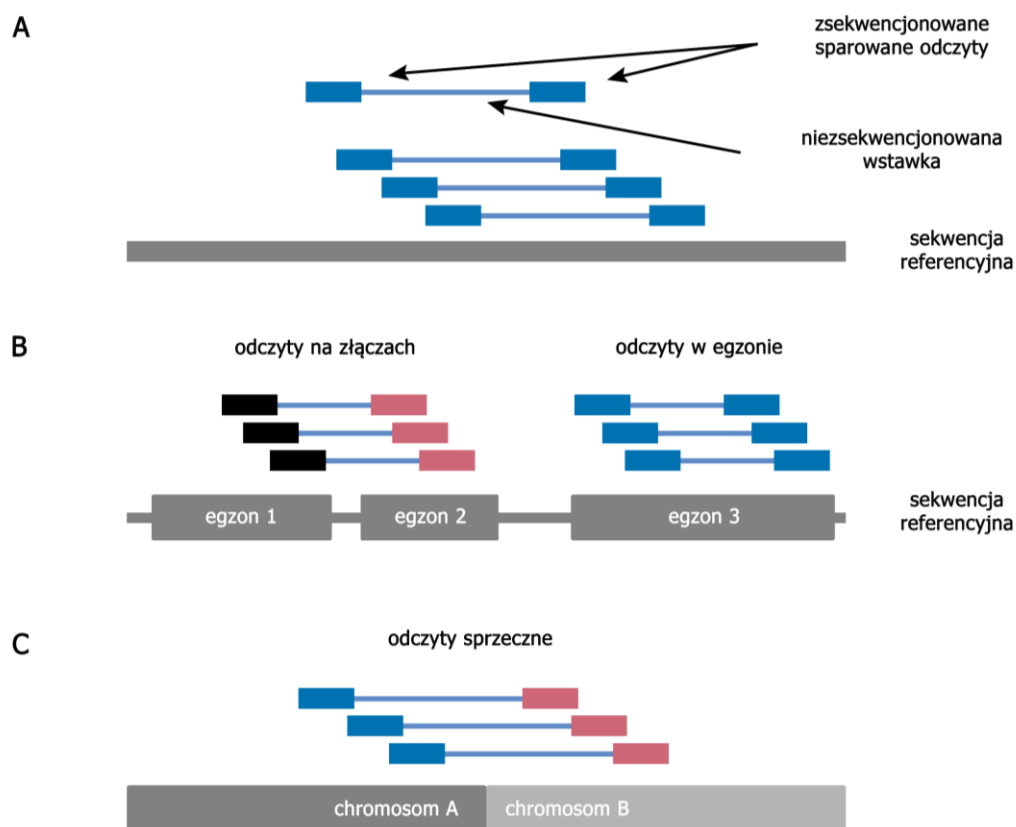 A
zsekwencjonowane
sparowane odczyty
niezsekwencjonowana
wstawka
sekwencja
referencyjna
B
odczyty na złączach
odczyty w egzonie
egzon 1
egzon 2
egzon 3
sekwencja
referencyjna
C
odczyty sprzeczne
chromosom A
chromosom B